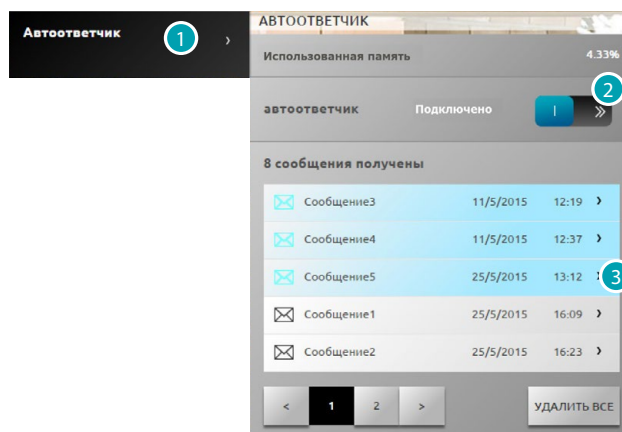 Автоответчик 1 ›
АВТООТВЕТЧИК
Использованная память 4.33%
2
автоответчик Подключено I »
8 сообщения получены
Сообщение3 11/5/2015 12:19 ›
Сообщение4 11/5/2015 12:37 ›
Сообщение5 25/5/2015 13:12 › 3
Сообщение1 25/5/2015 16:09 ›
Сообщение2 25/5/2015 16:23 ›
< 1 2 > УДАЛИТЬ ВСЕ